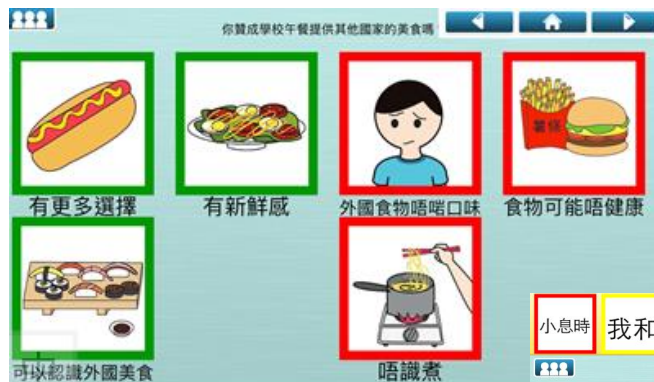 你贊成學校午餐提供其他國家的美食嗎
有更多選擇
有新鮮感
外國食物唔啱口味
薯條
食物可能唔健康
可以認識外國美食
唔識煮
小息時
我和